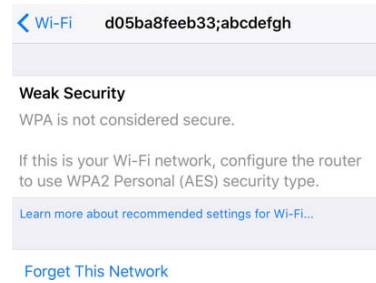 Wi-Fi d05ba8feeb33;abcdefgh
Weak Security
WPA is not considered secure.
If this is your Wi-Fi network, configure the router
to use WPA2 Personal (AES) security type.
Learn more about recommended settings for Wi-Fi...
Forget This Network